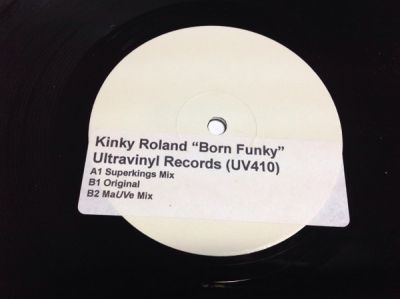 Kinky Roland “Born Funky”
Ultravinyl Records (UV410)
A1 Superkings Mix
B1 Original
B2 MaUVe Mix